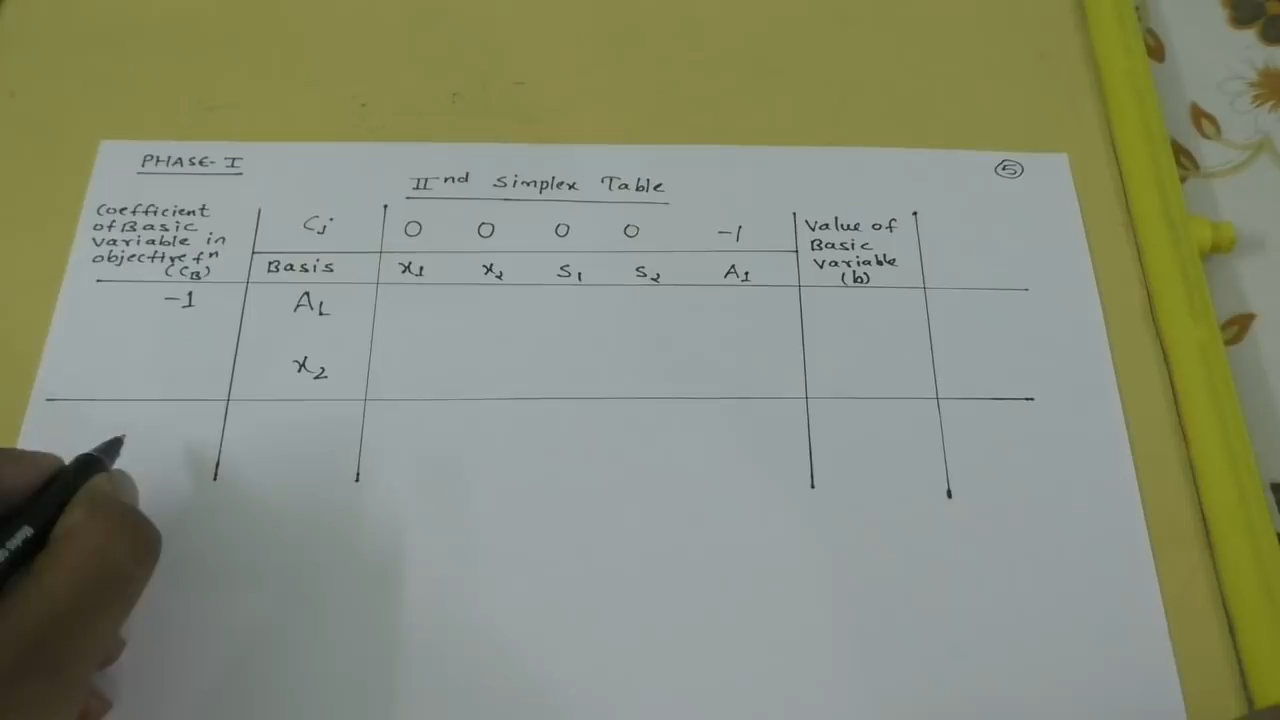 PHASE-I
5
IInd Simplex Table
Coefficient
of Basic
variable in
objective fn
(CB)
Cj 0 0 0 0 -1
Value of
Basic
variable
(b)
Basis x1 x2 S1 S2 A1
-1 A1
x2